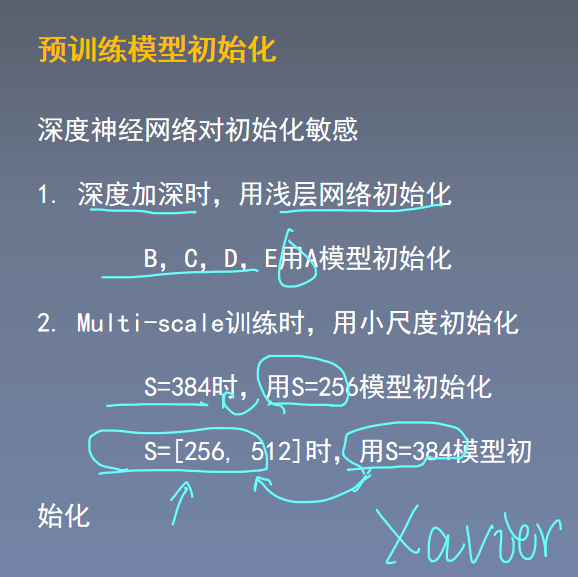 预训练模型初始化
深度神经网络对初始化敏感
1. 深度加深时，用浅层网络初始化
B，C，D，E用A模型初始化
2. Multi-scale训练时，用小尺度初始化
S=384时，用S=256模型初始化
S=[256, 512]时，用S=384模型初
始化
Xavier